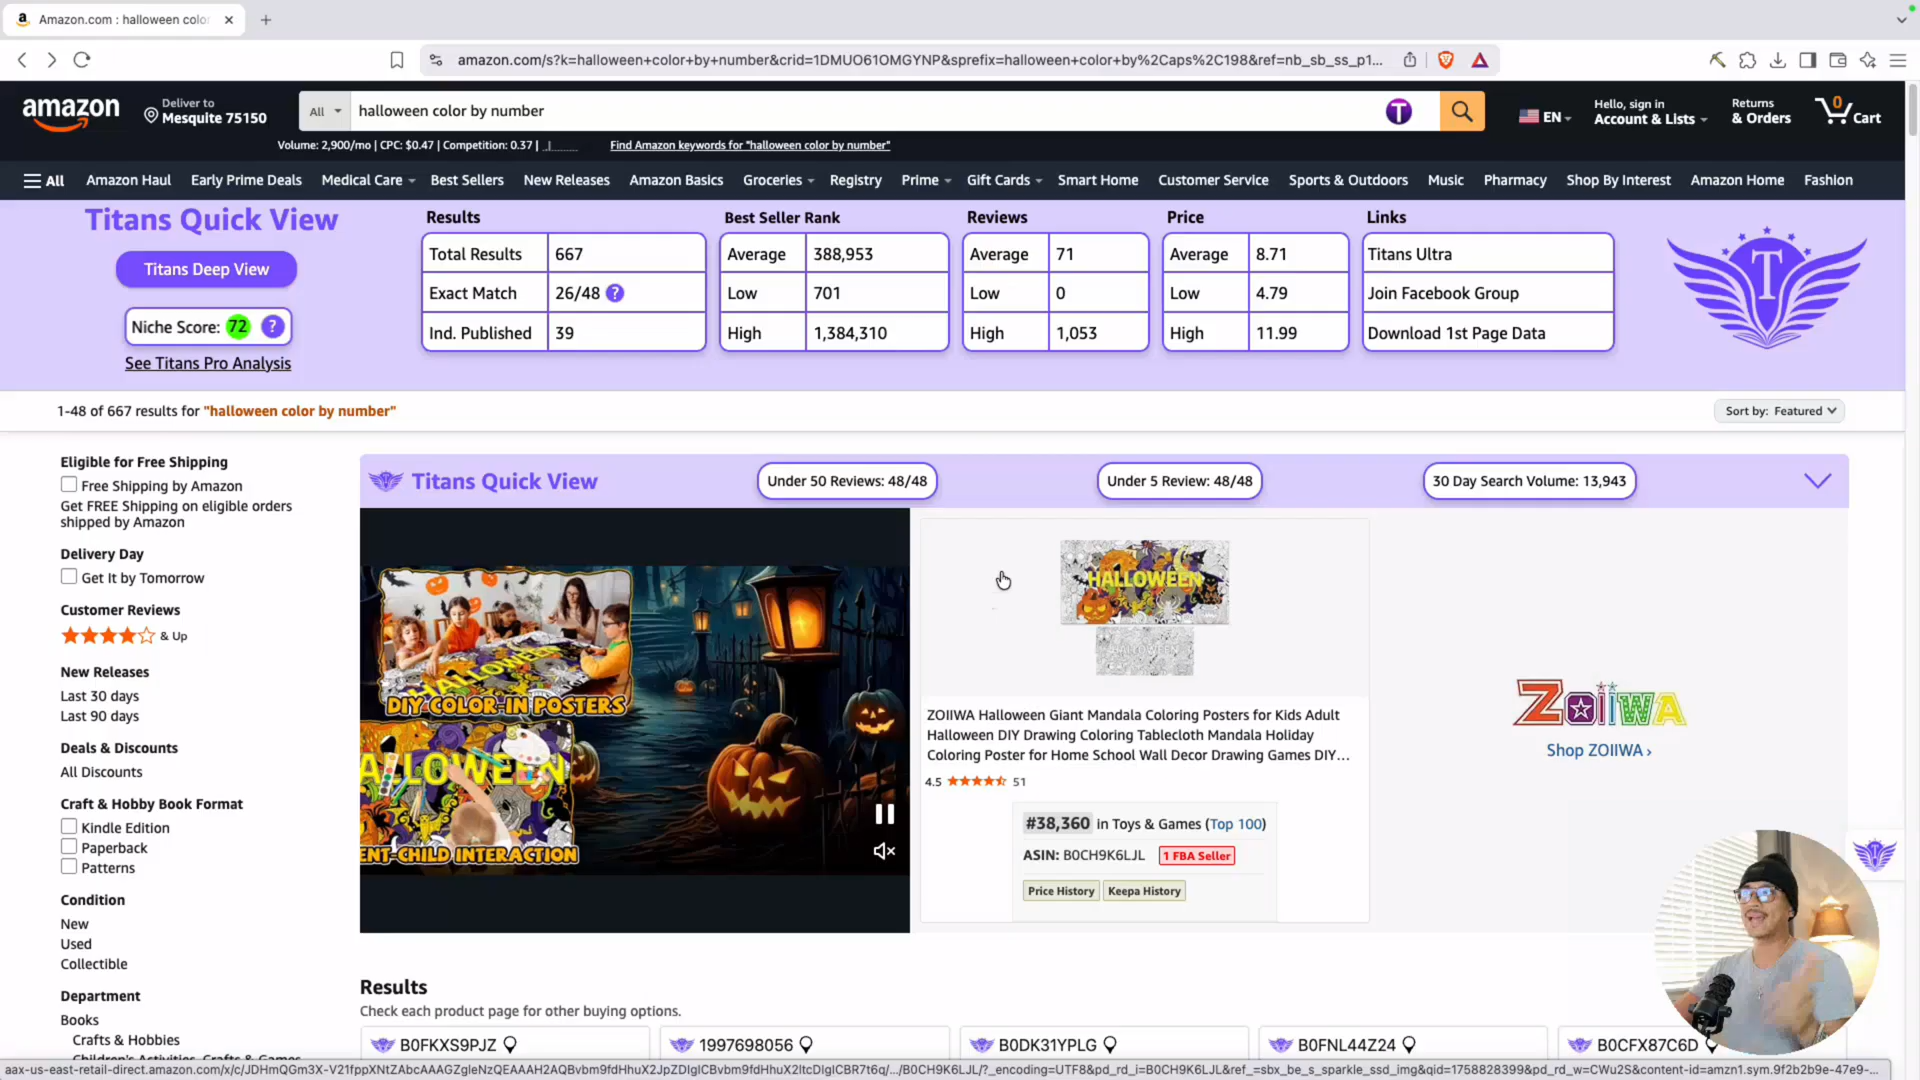 Amazon.com : halloween colo
amazon.com/s?k=halloween+color+by+number&crid=1DMUO61OMGYNP&sprefix=halloween+color+by%2Caps%2C198&ref=nb_sb_ss_p1...
amazon
Deliver to
Mesquite 75150
All
halloween color by number
T
EN
Hello, sign in
Account & Lists
Returns
& Orders
0
Cart
Volume: 2,900/mo | CPC: $0.47 | Competition: 0.37 |
Find Amazon keywords for "halloween color by number"
All
Amazon Haul
Early Prime Deals
Medical Care
Best Sellers
New Releases
Amazon Basics
Groceries
Registry
Prime
Gift Cards
Smart Home
Customer Service
Sports & Outdoors
Music
Pharmacy
Shop By Interest
Amazon Home
Fashion
Titans Quick View
Titans Deep View
Niche Score: 72 ?
See Titans Pro Analysis
Results
Total Results 667
Exact Match 26/48 ?
Ind. Published 39
Best Seller Rank
Average 388,953
Low 701
High 1,384,310
Reviews
Average 71
Low 0
High 1,053
Price
Average 8.71
Low 4.79
High 11.99
Links
Titans Ultra
Join Facebook Group
Download 1st Page Data
T
1-48 of 667 results for "halloween color by number"
Sort by: Featured
Eligible for Free Shipping
Free Shipping by Amazon
Get FREE Shipping on eligible orders
shipped by Amazon
Delivery Day
Get It by Tomorrow
Customer Reviews
& Up
New Releases
Last 30 days
Last 90 days
Deals & Discounts
All Discounts
Craft & Hobby Book Format
Kindle Edition
Paperback
Patterns
Condition
New
Used
Collectible
Department
Books
Crafts & Hobbies
Children's Activities, Crafts & Games
Titans Quick View
Under 50 Reviews: 48/48
Under 5 Review: 48/48
30 Day Search Volume: 13,943
HALLOWEEN
DIY COLOR-IN POSTERS
ALLOWEEN
ENT-CHILD INTERACTION
HALLOWEEN
HALLOWEEN
ZOIIWA Halloween Giant Mandala Coloring Posters for Kids Adult
Halloween DIY Drawing Coloring Tablecloth Mandala Holiday
Coloring Poster for Home School Wall Decor Drawing Games DIY...
4.5
51
#38,360 in Toys & Games (Top 100)
ASIN: B0CH9K6LJL
1 FBA Seller
Price History
Keepa History
ZOIIWA
Shop ZOIIWA ›
Results
Check each product page for other buying options.
B0FKXS9PJZ
1997698056
B0DK31YPLG
B0FNL44Z24
B0CFX87C6D